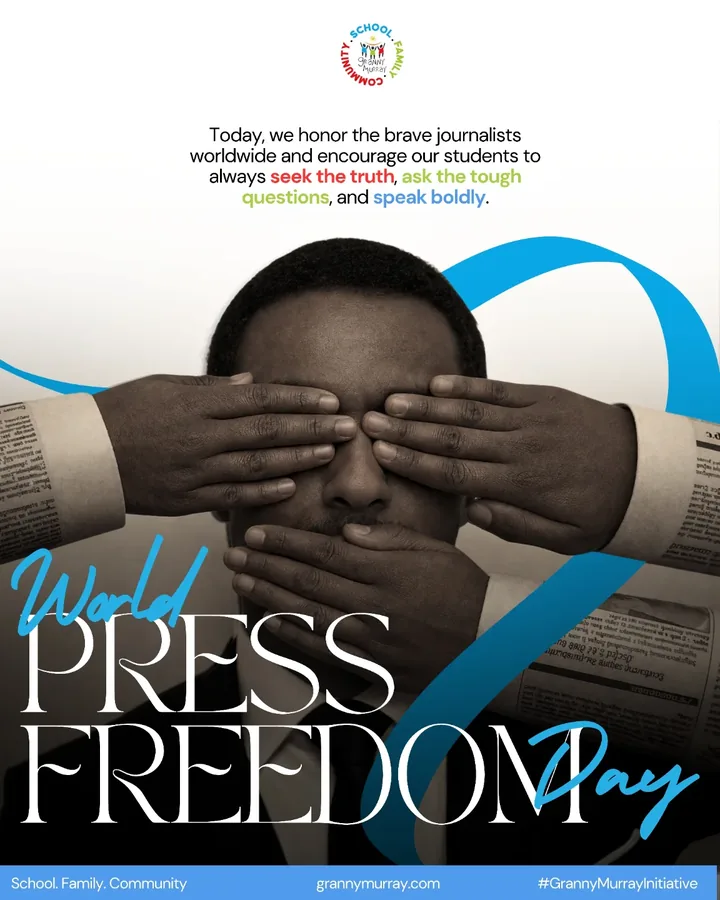 COMMUNITY. SCHOOL. FAMILY.
granny
murray
Today, we honor the brave journalists
worldwide and encourage our students to
always seek the truth, ask the tough
questions, and speak boldly.
World
PRESS
FREEDOM
Day
School. Family. Community
grannymurray.com
#GrannyMurrayInitiative